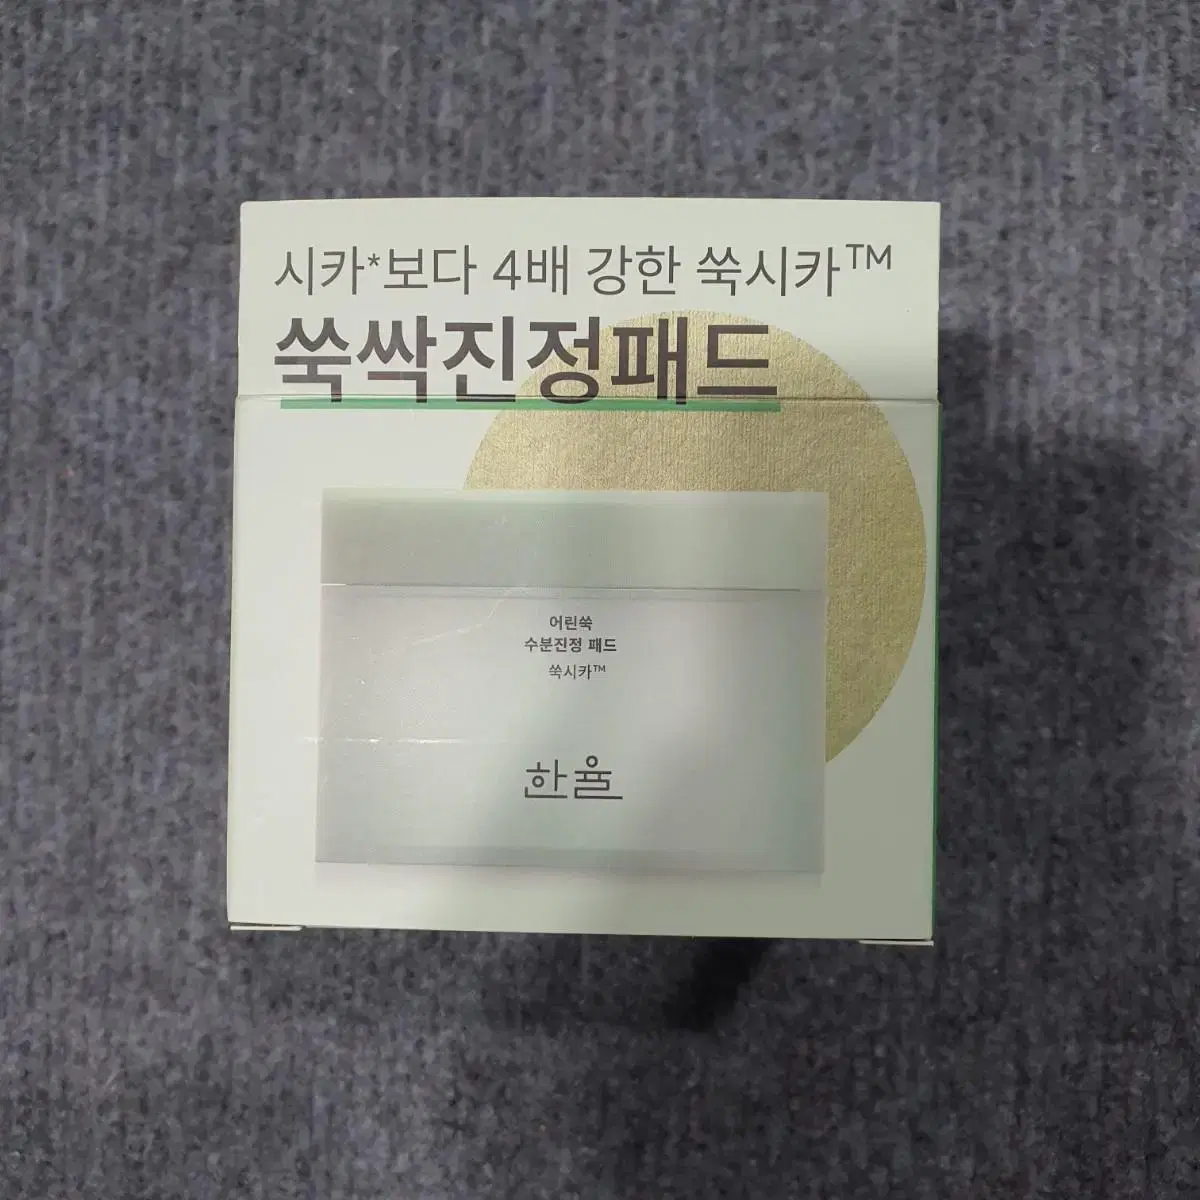 시카*보다 4배 강한 쑥시카™
쑥싹진정패드
어린쑥
수분진정 패드
쑥시카™
한율